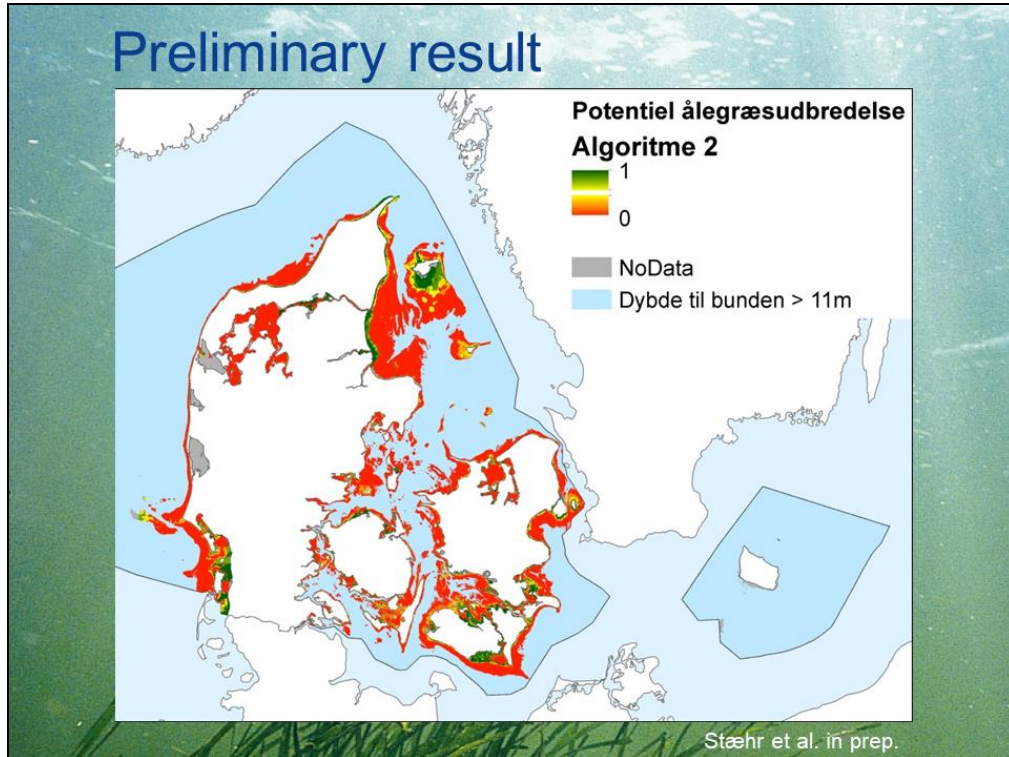 Preliminary result
Potentiel ålegræsudbredelse
Algoritme 2
1
0
NoData
Dybde til bunden > 11m
Stæhr et al. in prep.